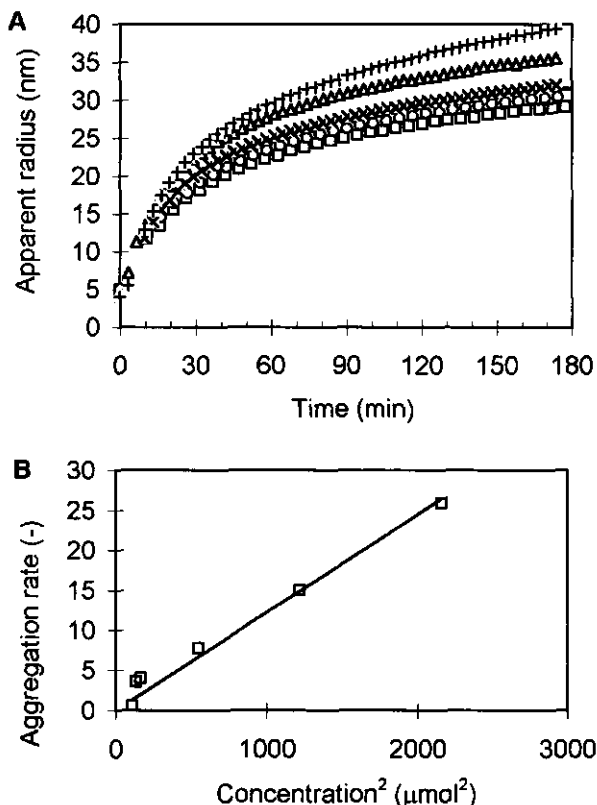 A
Apparent radius (nm)
40
35
30
25
20
15
10
5
0
0 30 60 90 120 150 180
Time (min)
B
Aggregation rate (-)
30
25
20
15
10
5
0
0 1000 2000 3000
Concentration² (µmol²)